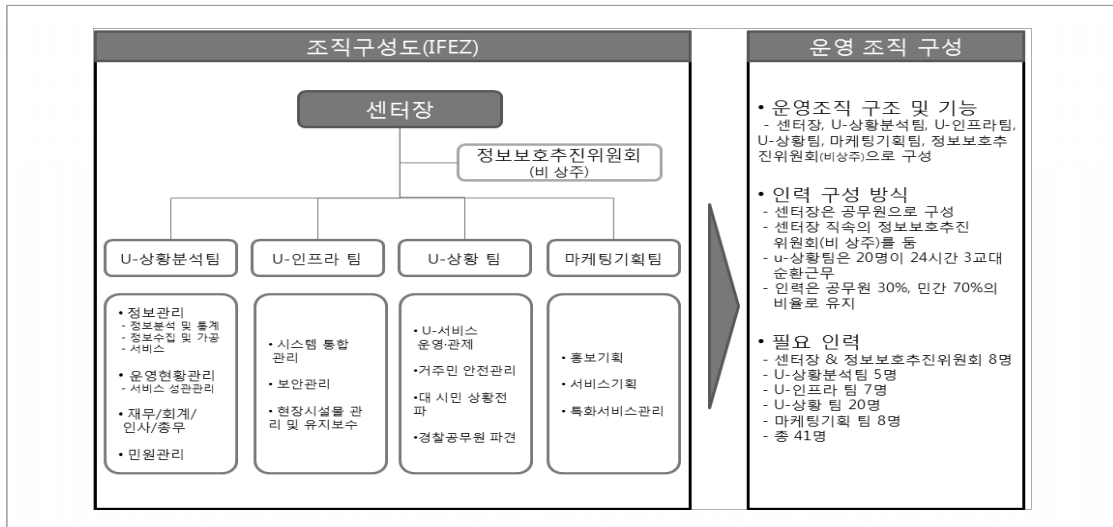 조직구성도(IFEZ)
센터장
정보보호추진위원회
(비 상주)
U-상황분석팀
U-인프라 팀
U-상황 팀
마케팅기획팀
• 정보관리
- 정보분석 및 통계
- 정보수집 및 가공
- 서비스
• 운영현황관리
- 서비스 성관관리
• 재무/회계/
인사/총무
• 민원관리
• 시스템 통합
관리
• 보안관리
• 현장시설물 관
리 및 유지보수
• U-서비스
운영·관제
• 거주민 안전관리
• 대 시민 상황전
파
•경찰공무원 파견
• 홍보기획
• 서비스기획
• 특화서비스관리
운영 조직 구성
• 운영조직 구조 및 기능
- 센터장, U-상황분석팀, U-인프라팀,
U-상황팀, 마케팅기획팀, 정보보호추
진위원회(비상주)으로 구성
• 인력 구성 방식
- 센터장은 공무원으로 구성
- 센터장 직속의 정보보호추진
위원회(비 상주)를 둠
- u-상황팀은 20명이 24시간 3교대
순환근무
- 인력은 공무원 30%, 민간 70%의
비율로 유지
• 필요 인력
- 센터장 & 정보보호추진위원회 8명
- U-상황분석팀 5명
- U-인프라 팀 7명
- U-상황 팀 20명
- 마케팅기획 팀 8명
- 총 41명